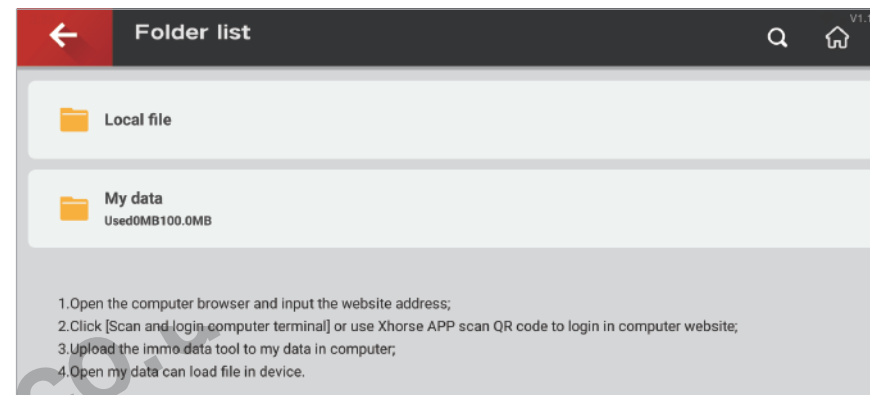 Folder list
V1.1
Local file
My data
Used0MB100.0MB
1.Open the computer browser and input the website address;
2.Click [Scan and login computer terminal] or use Xhorse APP scan QR code to login in computer website;
3.Upload the immo data tool to my data in computer;
4.Open my data can load file in device.
co.u